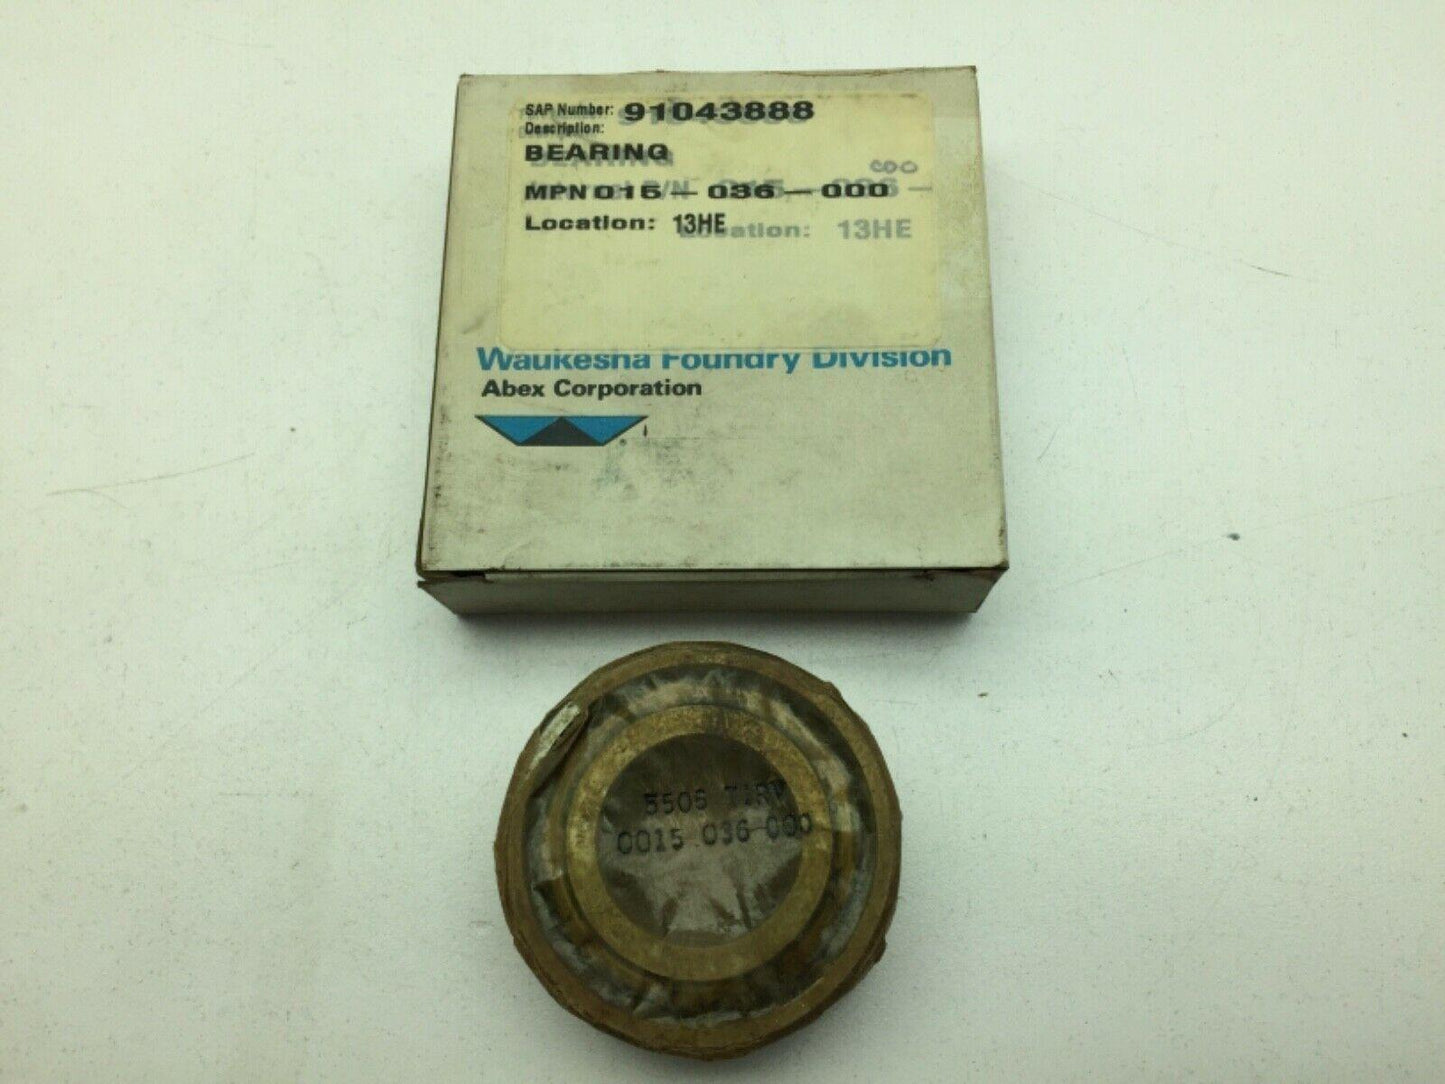 SAP Number: 91043888
Description:
BEARING
MPN 015-036-000
Location: 13HE
Location: 13HE
Waukesha Foundry Division
Abex Corporation
5506
0015 036-000